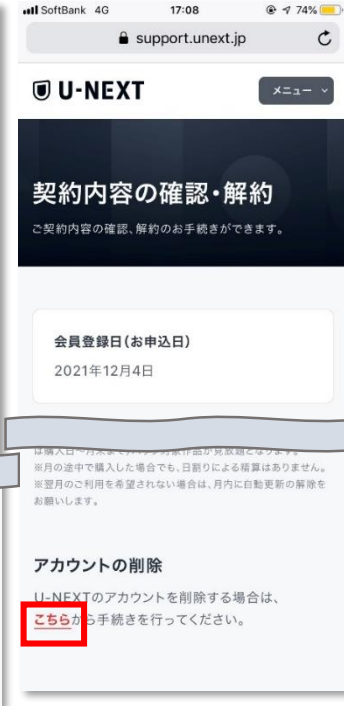 SoftBank 4G 17:08 74%
support.unext.jp
U-NEXT メニュー
契約内容の確認・解約
ご契約内容の確認、解約のお手続きができます。
会員登録日（お申込日）
2021年12月4日
※月の途中で購入した場合でも、日割りによる精算はありません。
※翌月のご利用を希望されない場合は、月内に自動更新の解除を
お願いします。
アカウントの削除
U-NEXTのアカウントを削除する場合は、
こちらから手続きを行ってください。